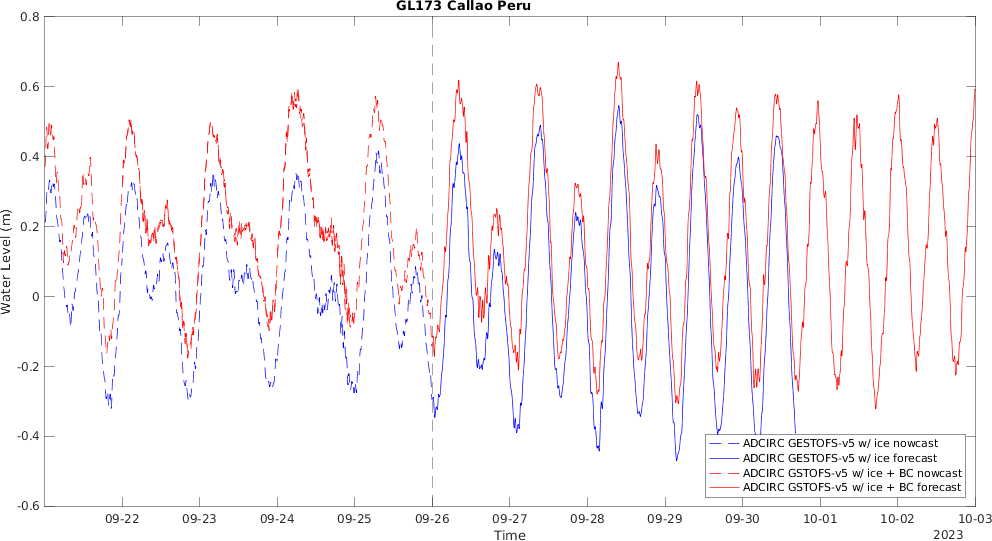 GL173 Callao Peru
0.8
0.6
0.4
0.2
0
-0.2
-0.4
-0.6
Water Level (m)
09-22 09-23 09-24 09-25 09-26 09-27 09-28 09-29 09-30 10-01 10-02 10-03
Time
2023
ADCIRC GESTOFS-v5 w/ ice nowcast
ADCIRC GESTOFS-v5 w/ ice forecast
ADCIRC GSTOFS-v5 w/ ice + BC nowcast
ADCIRC GSTOFS-v5 w/ ice + BC forecast